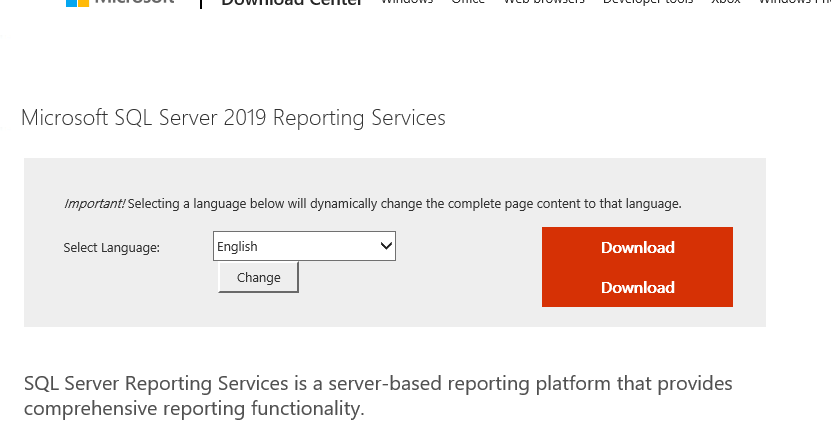 Microsoft Download Center Windows Office Web browsers Developer tools Xbox
Microsoft SQL Server 2019 Reporting Services
Important! Selecting a language below will dynamically change the complete page content to that language.
Select Language:
English
Change
Download
Download
SQL Server Reporting Services is a server-based reporting platform that provides
comprehensive reporting functionality.